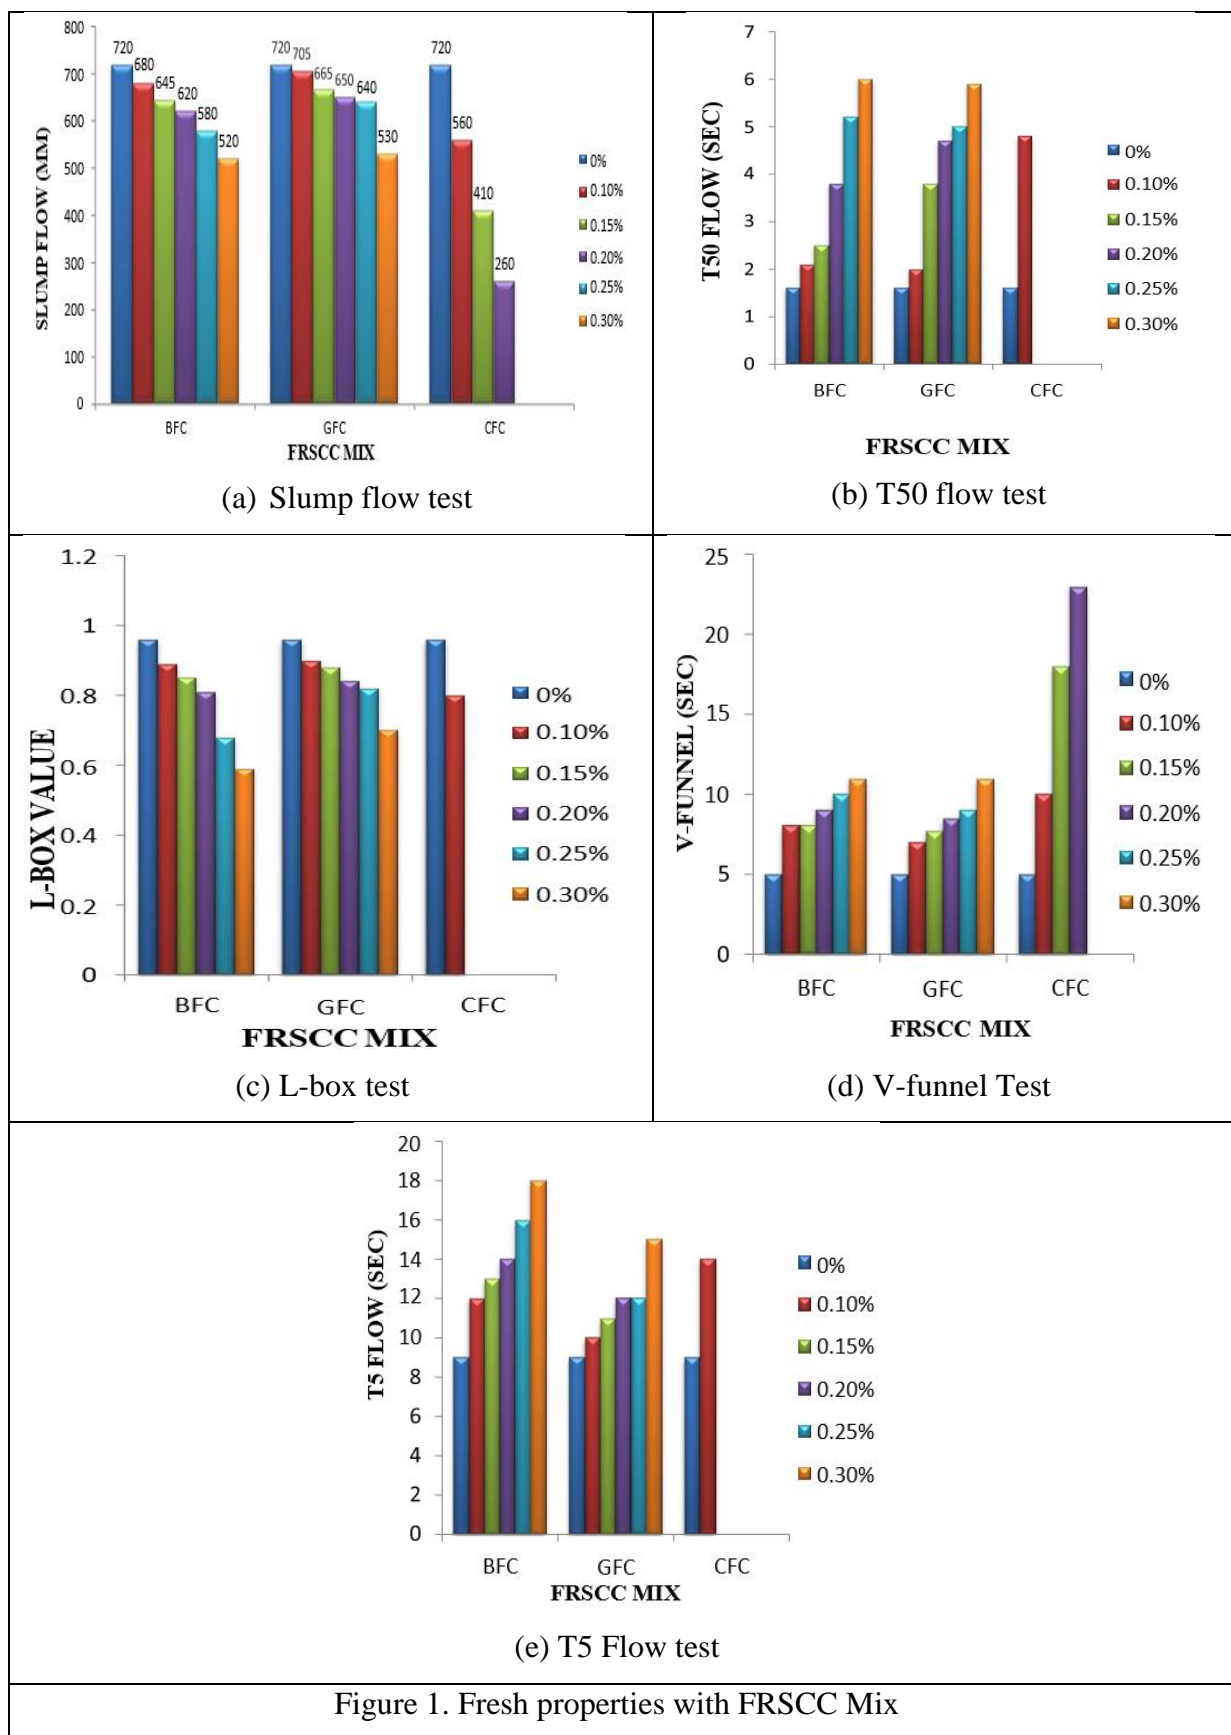 800
700
600
500
400
300
200
100
0
SLUMP FLOW (MM)
720
680
645
620
580
520
720
705
665
650
640
530
720
560
410
260
BFC
GFC
CFC
FRSCC MIX
0%
0.10%
0.15%
0.20%
0.25%
0.30%
(a) Slump flow test
7
6
5
4
3
2
1
0
T50 FLOW (SEC)
BFC
GFC
CFC
FRSCC MIX
0%
0.10%
0.15%
0.20%
0.25%
0.30%
(b) T50 flow test
1.2
1
0.8
0.6
0.4
0.2
0
L-BOX VALUE
BFC
GFC
CFC
FRSCC MIX
0%
0.10%
0.15%
0.20%
0.25%
0.30%
(c) L-box test
25
20
15
10
5
0
V-FUNNEL (SEC)
BFC
GFC
CFC
FRSCC MIX
0%
0.10%
0.15%
0.20%
0.25%
0.30%
(d) V-funnel Test
20
18
16
14
12
10
8
6
4
2
0
T5 FLOW (SEC)
BFC
GFC
CFC
FRSCC MIX
0%
0.10%
0.15%
0.20%
0.25%
0.30%
(e) T5 Flow test
Figure 1. Fresh properties with FRSCC Mix